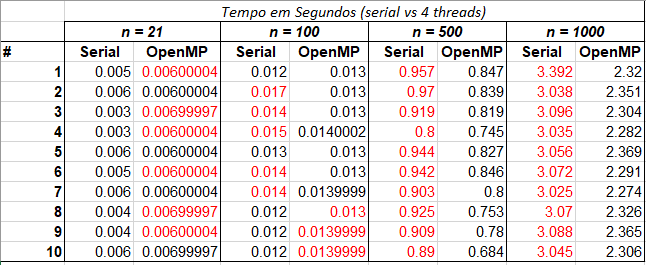 Tempo em Segundos (serial vs 4 threads)
n = 21 n = 100 n = 500 n = 1000
# Serial OpenMP Serial OpenMP Serial OpenMP Serial OpenMP
1 0.005 0.00600004 0.012 0.013 0.957 0.847 3.392 2.32
2 0.006 0.00600004 0.017 0.013 0.97 0.839 3.038 2.351
3 0.003 0.00699997 0.014 0.013 0.919 0.819 3.096 2.304
4 0.003 0.00600004 0.015 0.0140002 0.8 0.745 3.035 2.282
5 0.006 0.00600004 0.013 0.013 0.944 0.827 3.056 2.369
6 0.005 0.00600004 0.014 0.013 0.942 0.846 3.072 2.291
7 0.006 0.00600004 0.014 0.0139999 0.903 0.8 3.025 2.274
8 0.004 0.00699997 0.012 0.013 0.925 0.753 3.07 2.326
9 0.004 0.00600004 0.012 0.0139999 0.909 0.78 3.088 2.365
10 0.006 0.00699997 0.012 0.0139999 0.89 0.684 3.045 2.306